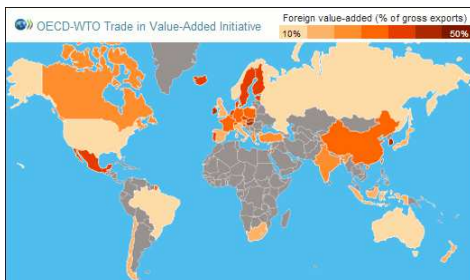 OECD-WTO Trade in Value-Added Initiative
Foreign value-added (% of gross exports)
10%
50%